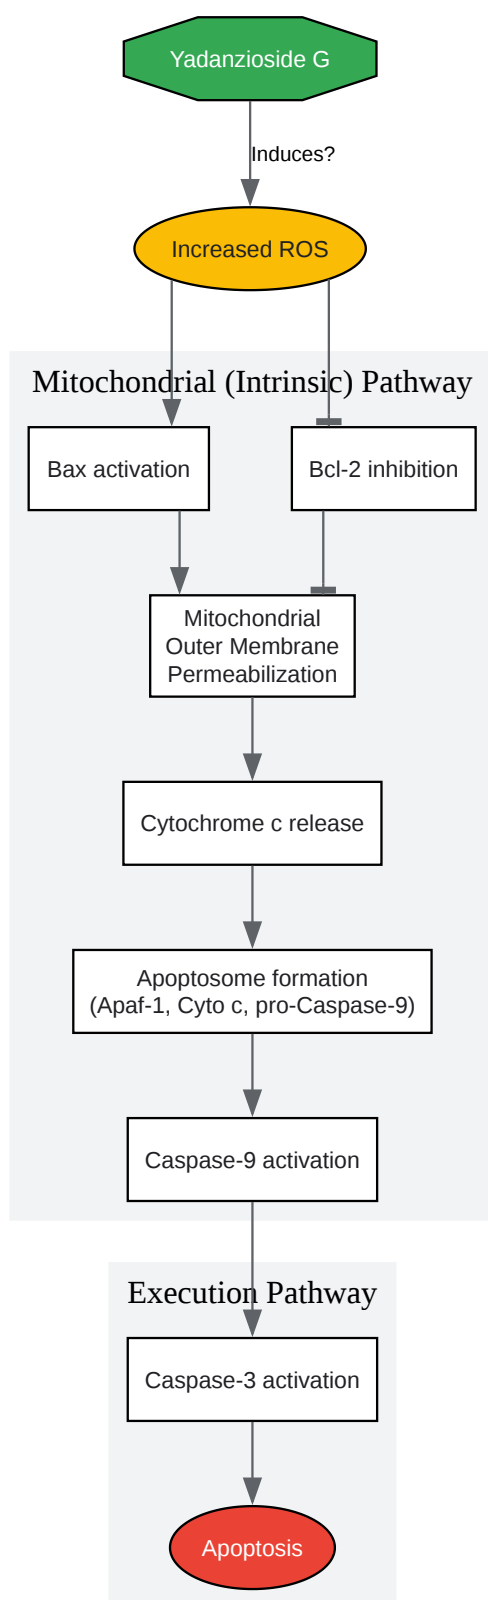 Yadanzioside G
Induces?
Increased ROS
Mitochondrial (Intrinsic) Pathway
Bax activation
Bcl-2 inhibition
Mitochondrial
Outer Membrane
Permeabilization
Cytochrome c release
Apoptosome formation
(Apaf-1, Cyto c, pro-Caspase-9)
Caspase-9 activation
Execution Pathway
Caspase-3 activation
Apoptosis